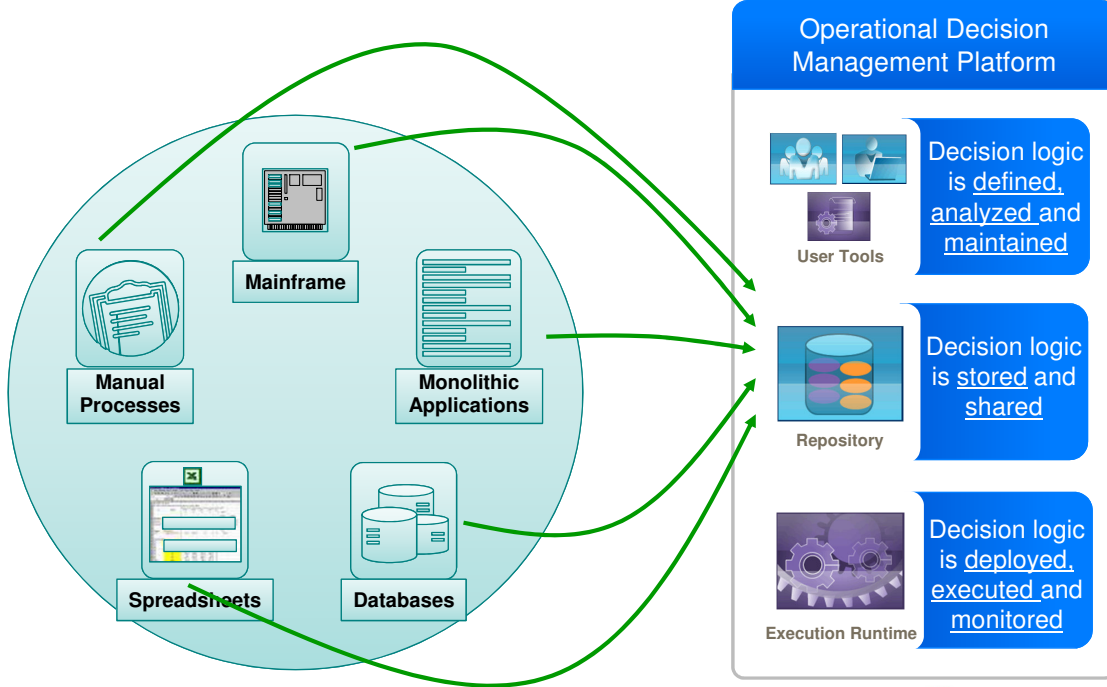 Operational Decision
Management Platform
Mainframe
Manual
Processes
Monolithic
Applications
Spreadsheets
Databases
User Tools
Decision logic
is defined,
analyzed and
maintained
Repository
Decision logic
is stored and
shared
Execution Runtime
Decision logic
is deployed,
executed and
monitored